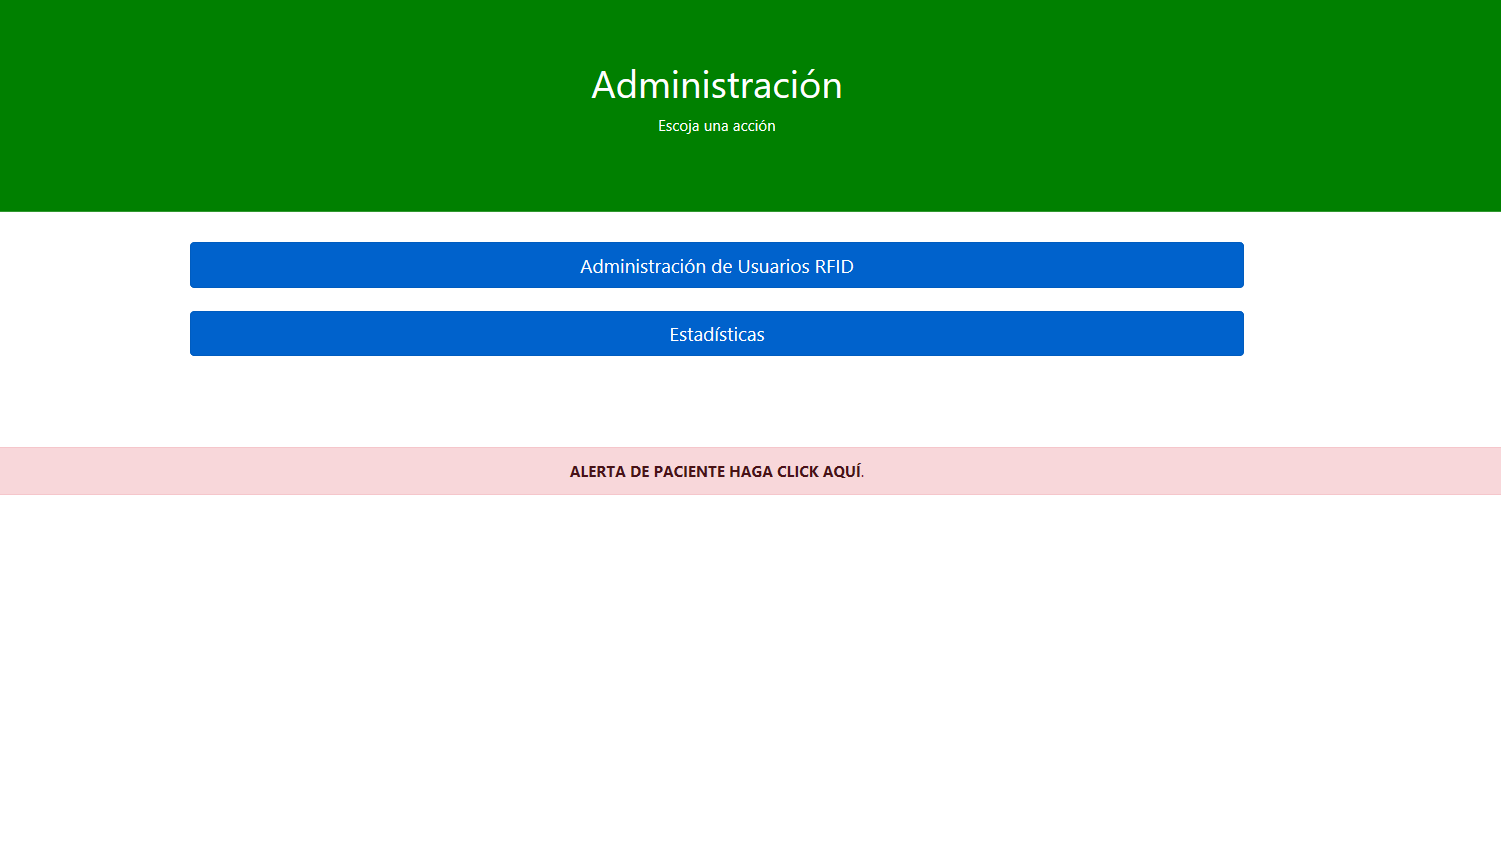 Administración
Escoja una acción
Administración de Usuarios RFID
Estadísticas
ALERTA DE PACIENTE HAGA CLICK AQUÍ.